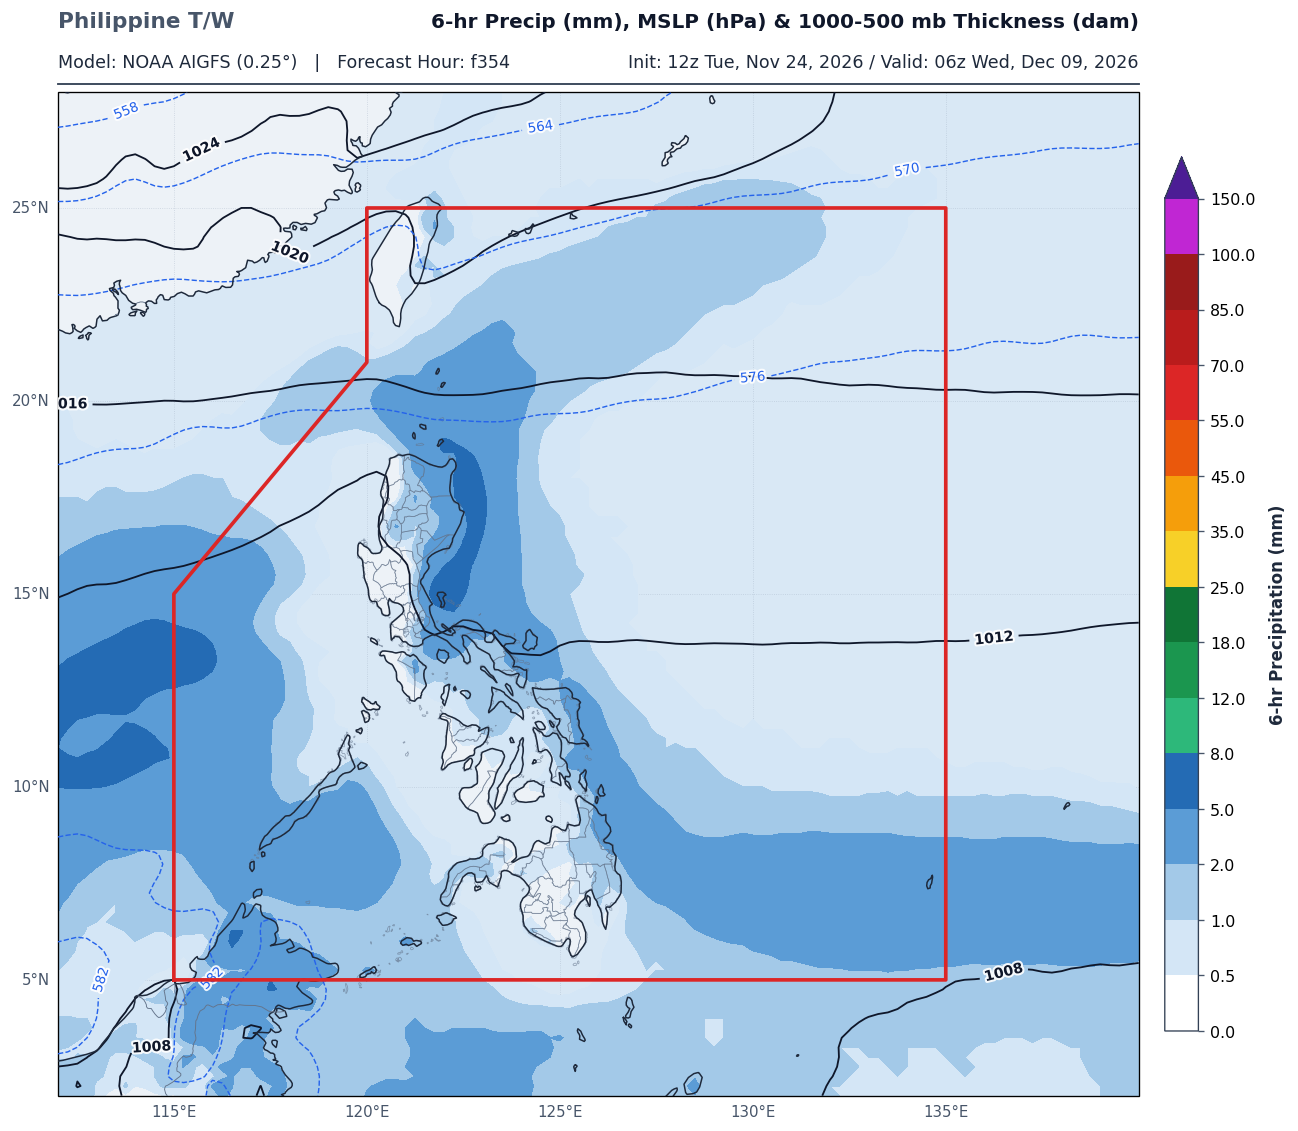 Philippine T/W
6-hr Precip (mm), MSLP (hPa) & 1000-500 mb Thickness (dam)
Model: NOAA AIGFS (0.25°) | Forecast Hour: f354
Init: 12z Tue, Nov 24, 2026 / Valid: 06z Wed, Dec 09, 2026
558
1024
564
570
25°N
1020
576
20°N
016
15°N
1012
10°N
582
582
5°N
1008
1008
115°E
120°E
125°E
130°E
135°E
150.0
100.0
85.0
70.0
55.0
45.0
35.0
25.0
18.0
12.0
8.0
5.0
2.0
1.0
0.5
0.0
6-hr Precipitation (mm)